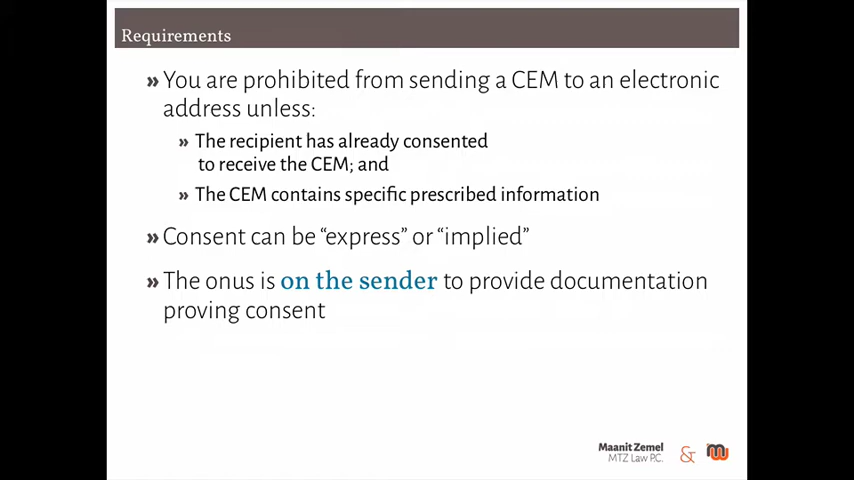 Requirements
» You are prohibited from sending a CEM to an electronic
address unless:
» The recipient has already consented
to receive the CEM; and
» The CEM contains specific prescribed information
» Consent can be “express” or “implied”
» The onus is on the sender to provide documentation
proving consent
Maanit Zemel
MTZ Law P.C.
&